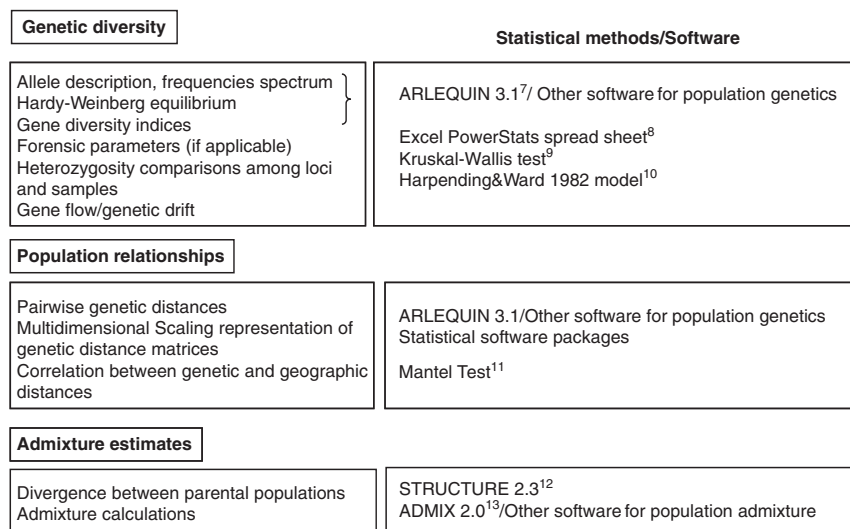 Genetic diversity
Statistical methods/Software
Allele description, frequencies spectrum
Hardy-Weinberg equilibrium
Gene diversity indices
Forensic parameters (if applicable)
Heterozygosity comparisons among loci
and samples
Gene flow/genetic drift
ARLEQUIN 3.1⁷/ Other software for population genetics
Excel PowerStats spread sheet⁸
Kruskal-Wallis test⁹
Harpending&Ward 1982 model¹⁰
Population relationships
Pairwise genetic distances
Multidimensional Scaling representation of
genetic distance matrices
Correlation between genetic and geographic
distances
ARLEQUIN 3.1/Other software for population genetics
Statistical software packages
Mantel Test¹¹
Admixture estimates
Divergence between parental populations
Admixture calculations
STRUCTURE 2.3¹²
ADMIX 2.0¹³/Other software for population admixture